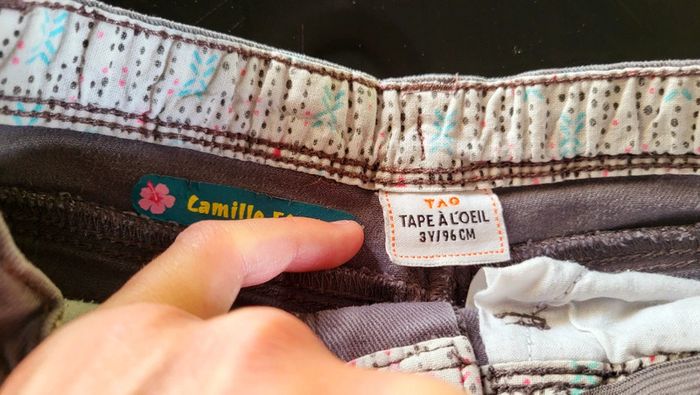 Camille
TAO
TAPE À L'OEIL
3Y/96CM